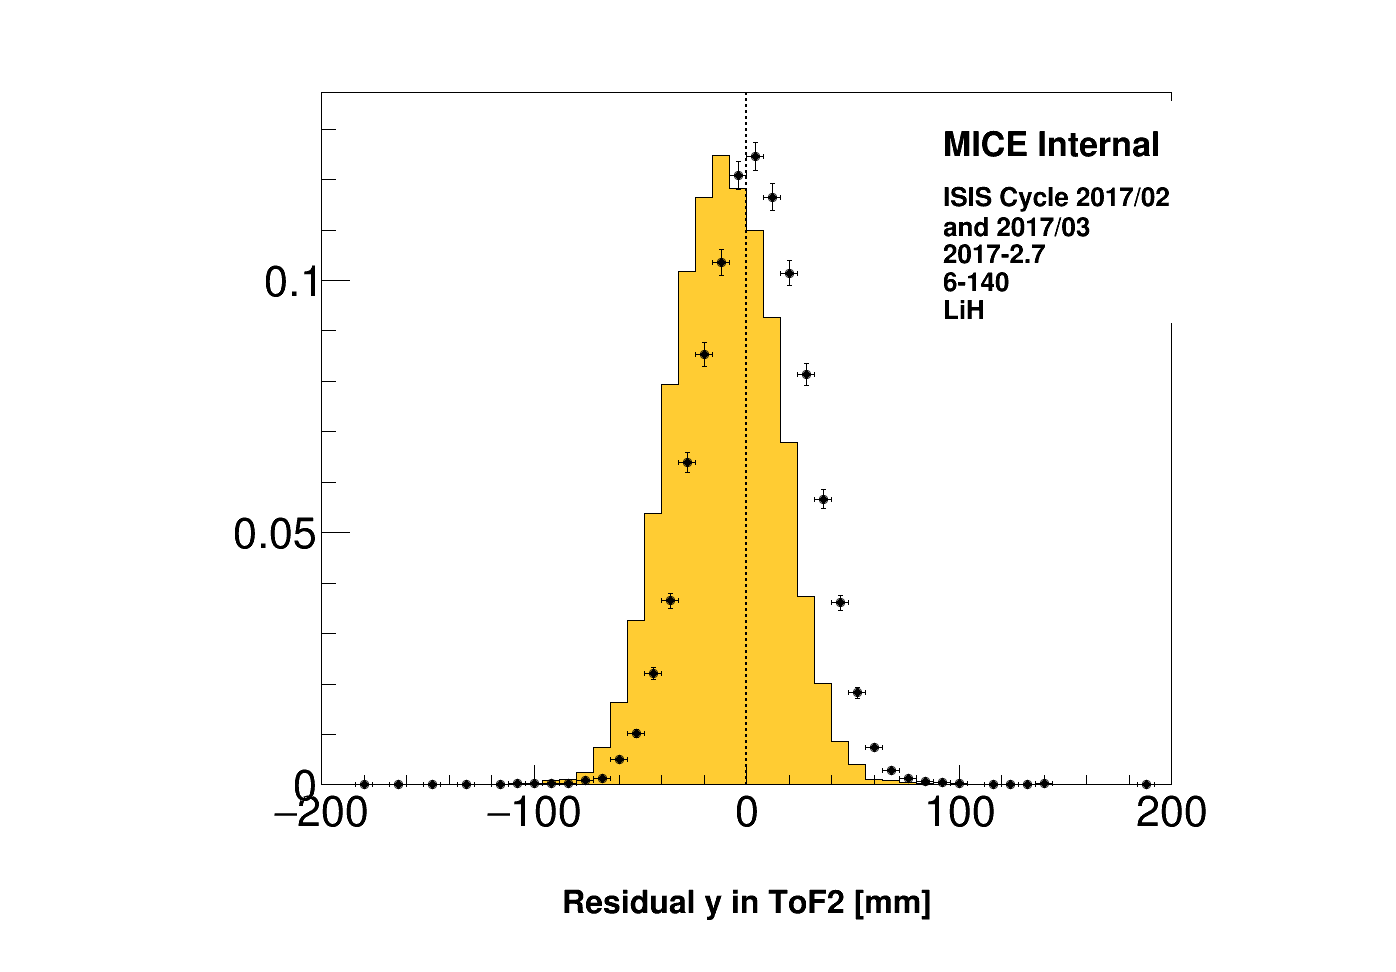 MICE Internal
ISIS Cycle 2017/02
and 2017/03
2017-2.7
6-140
LiH
0.1
0.05
0
−200 −100 0 100 200
Residual y in ToF2 [mm]